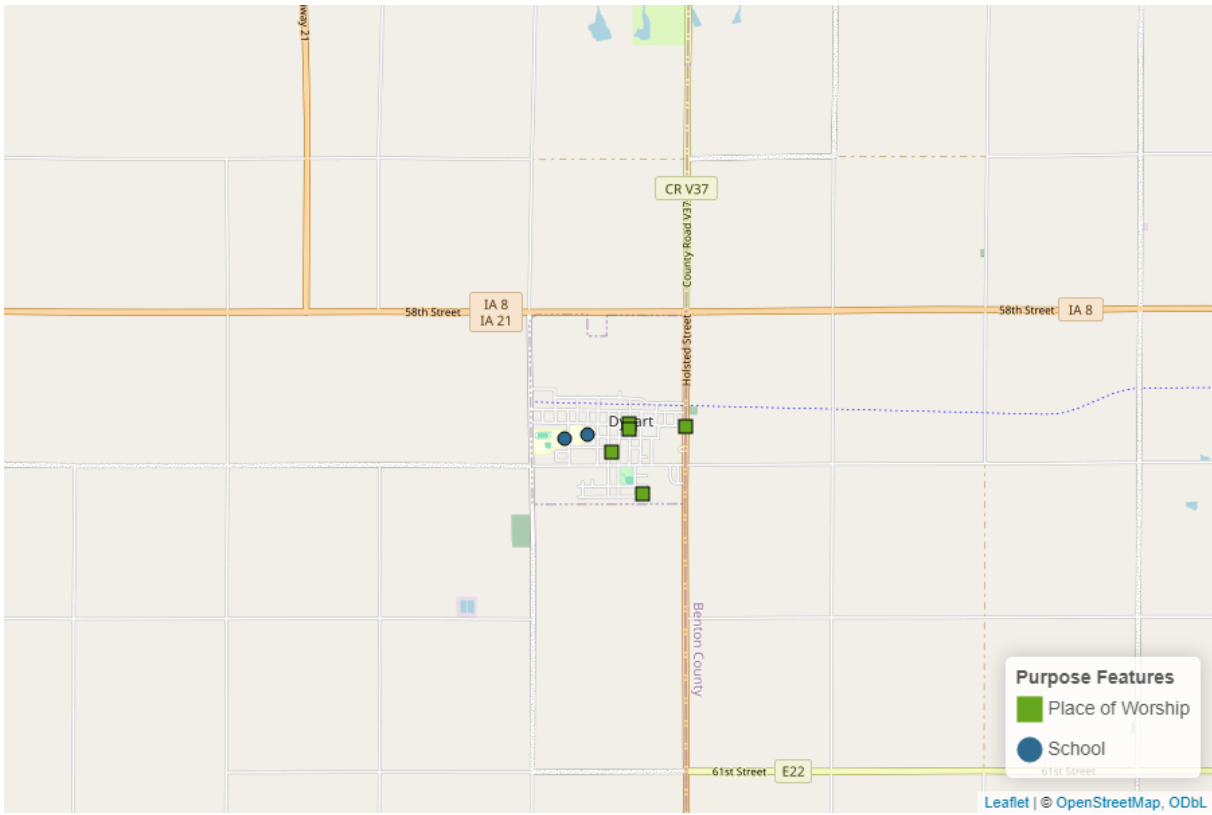 way 21
CR V37
County Road V37
IA 8
IA 21
58th Street
58th Street
IA 8
Holsted Street
Benton County
Purpose Features
Place of Worship
School
61st Street
E22
61st Street
Leaflet | © OpenStreetMap, ODbL